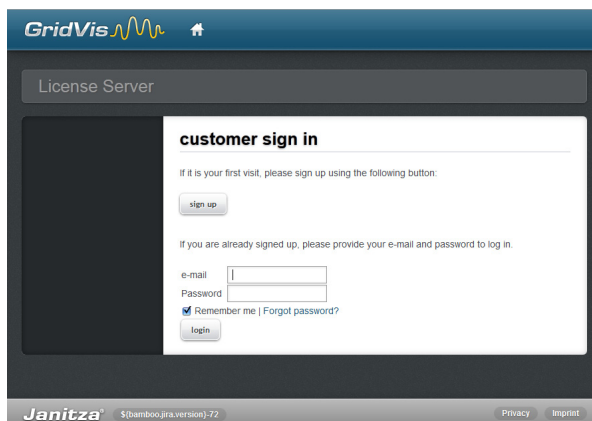 GridVis
License Server
customer sign in
If it is your first visit, please sign up using the following button:
sign up
If you are already signed up, please provide your e-mail and password to log in.
e-mail
Password
Remember me | Forgot password?
login
Janitza® ${bamboo.jira.version}-72 Privacy Imprint